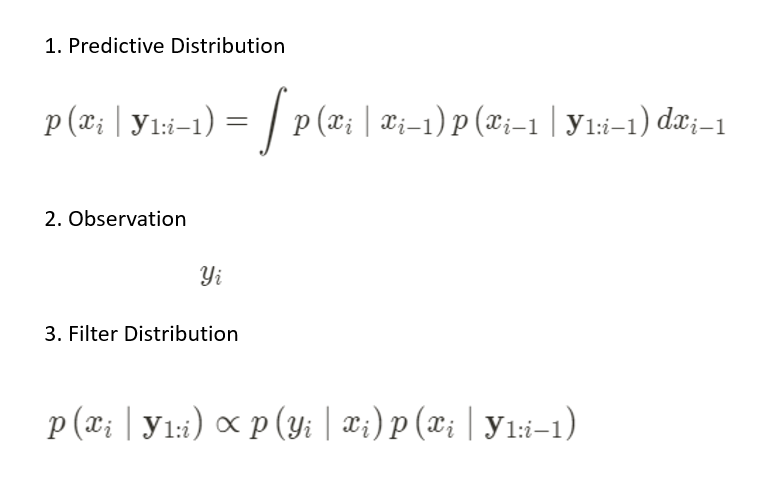 1. Predictive Distribution
p(x_i | y_{1:i−1}) = ∫ p(x_i | x_{i−1}) p(x_{i−1} | y_{1:i−1}) dx_{i−1}
2. Observation
y_i
3. Filter Distribution
p(x_i | y_{1:i}) ∝ p(y_i | x_i) p(x_i | y_{1:i−1})